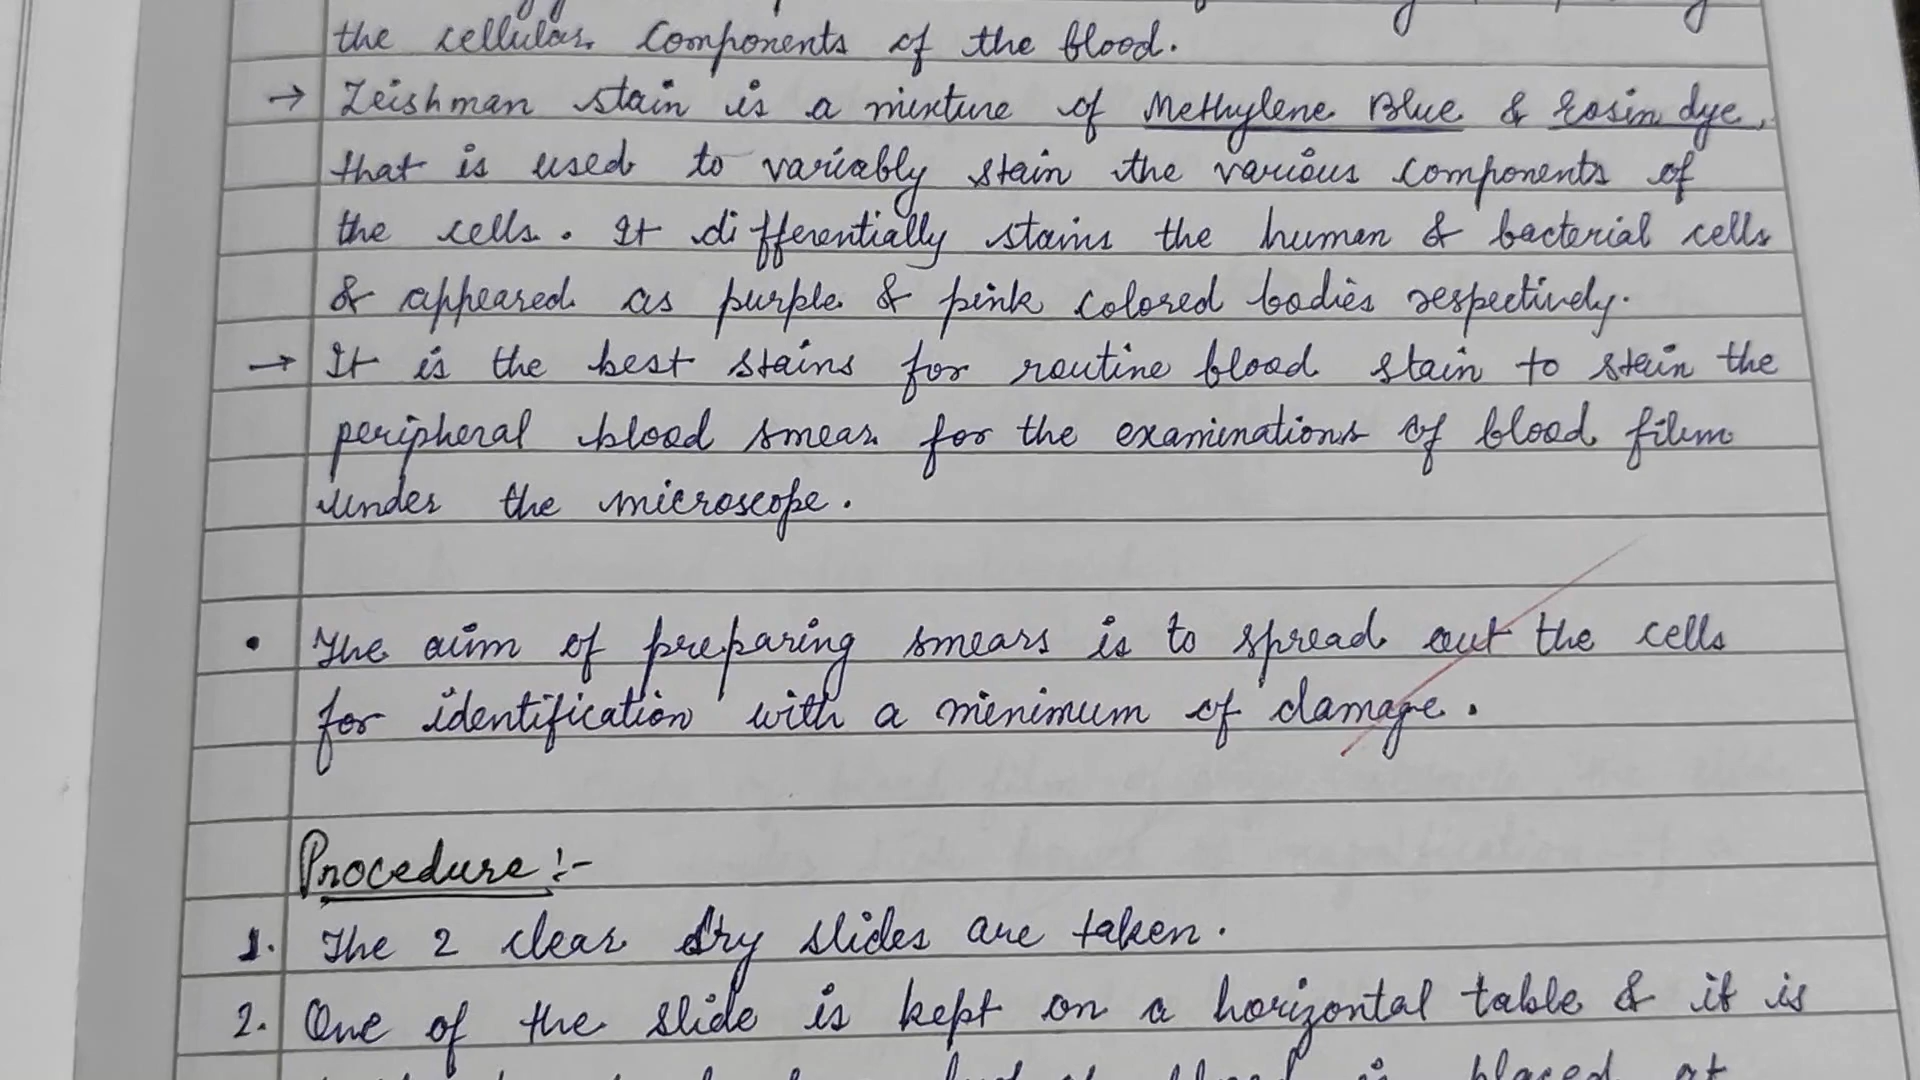 the cellular components of the blood.
→ Leishman stain is a mixture of Methylene Blue & Eosin dye,
that is used to variably stain the various components of
the cells. It differentially stains the human & bacterial cells
& appeared as purple & pink colored bodies respectively.
→ It is the best stains for routine blood stain to stain the
peripheral blood smear for the examinations of blood film
under the microscope.
• The aim of preparing smears is to spread out the cells
for identification with a minimum of damage.
Procedure :-
1. The 2 clear dry slides are taken.
2. One of the slide is kept on a horizontal table & it is
blood is placed at